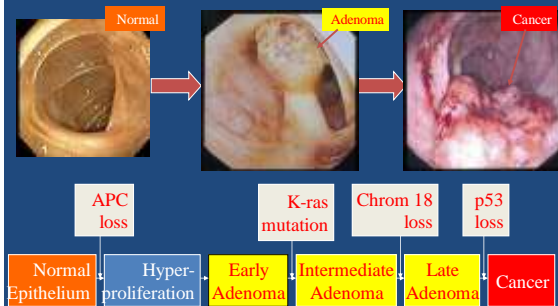 Normal
Adenoma
Cancer
APC
loss
K-ras
mutation
Chrom 18
loss
p53
loss
Normal
Epithelium
Hyper-
proliferation
Early
Adenoma
Intermediate
Adenoma
Late
Adenoma
Cancer